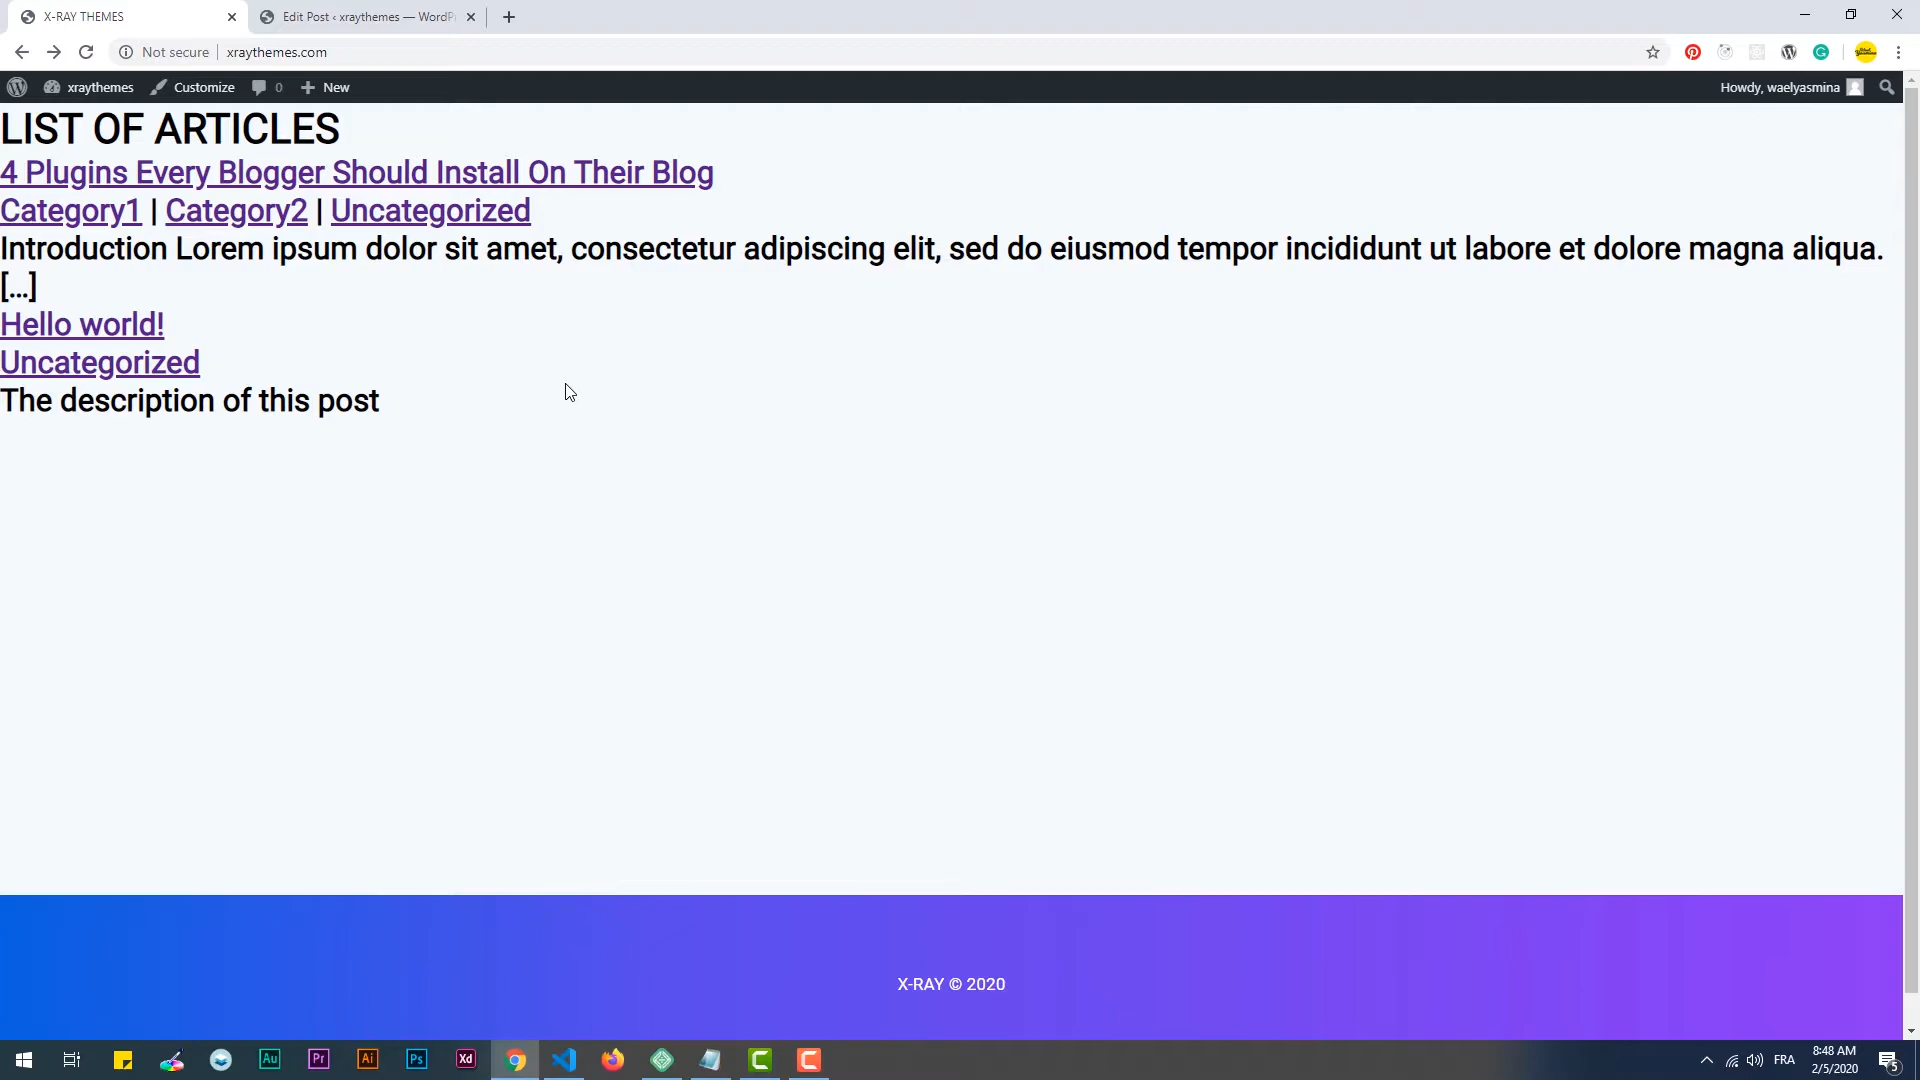 X-RAY THEMES
Edit Post ‹ xraythemes — WordP
Not secure
xraythemes.com
xraythemes
Customize
0
New
Howdy, waelyasmina
LIST OF ARTICLES
4 Plugins Every Blogger Should Install On Their Blog
Category1 | Category2 | Uncategorized
Introduction Lorem ipsum dolor sit amet, consectetur adipiscing elit, sed do eiusmod tempor incididunt ut labore et dolore magna aliqua.
[…]
Hello world!
Uncategorized
The description of this post
X-RAY © 2020
Au
Pr
Ai
Ps
Xd
FRA
8:48 AM
2/5/2020
5